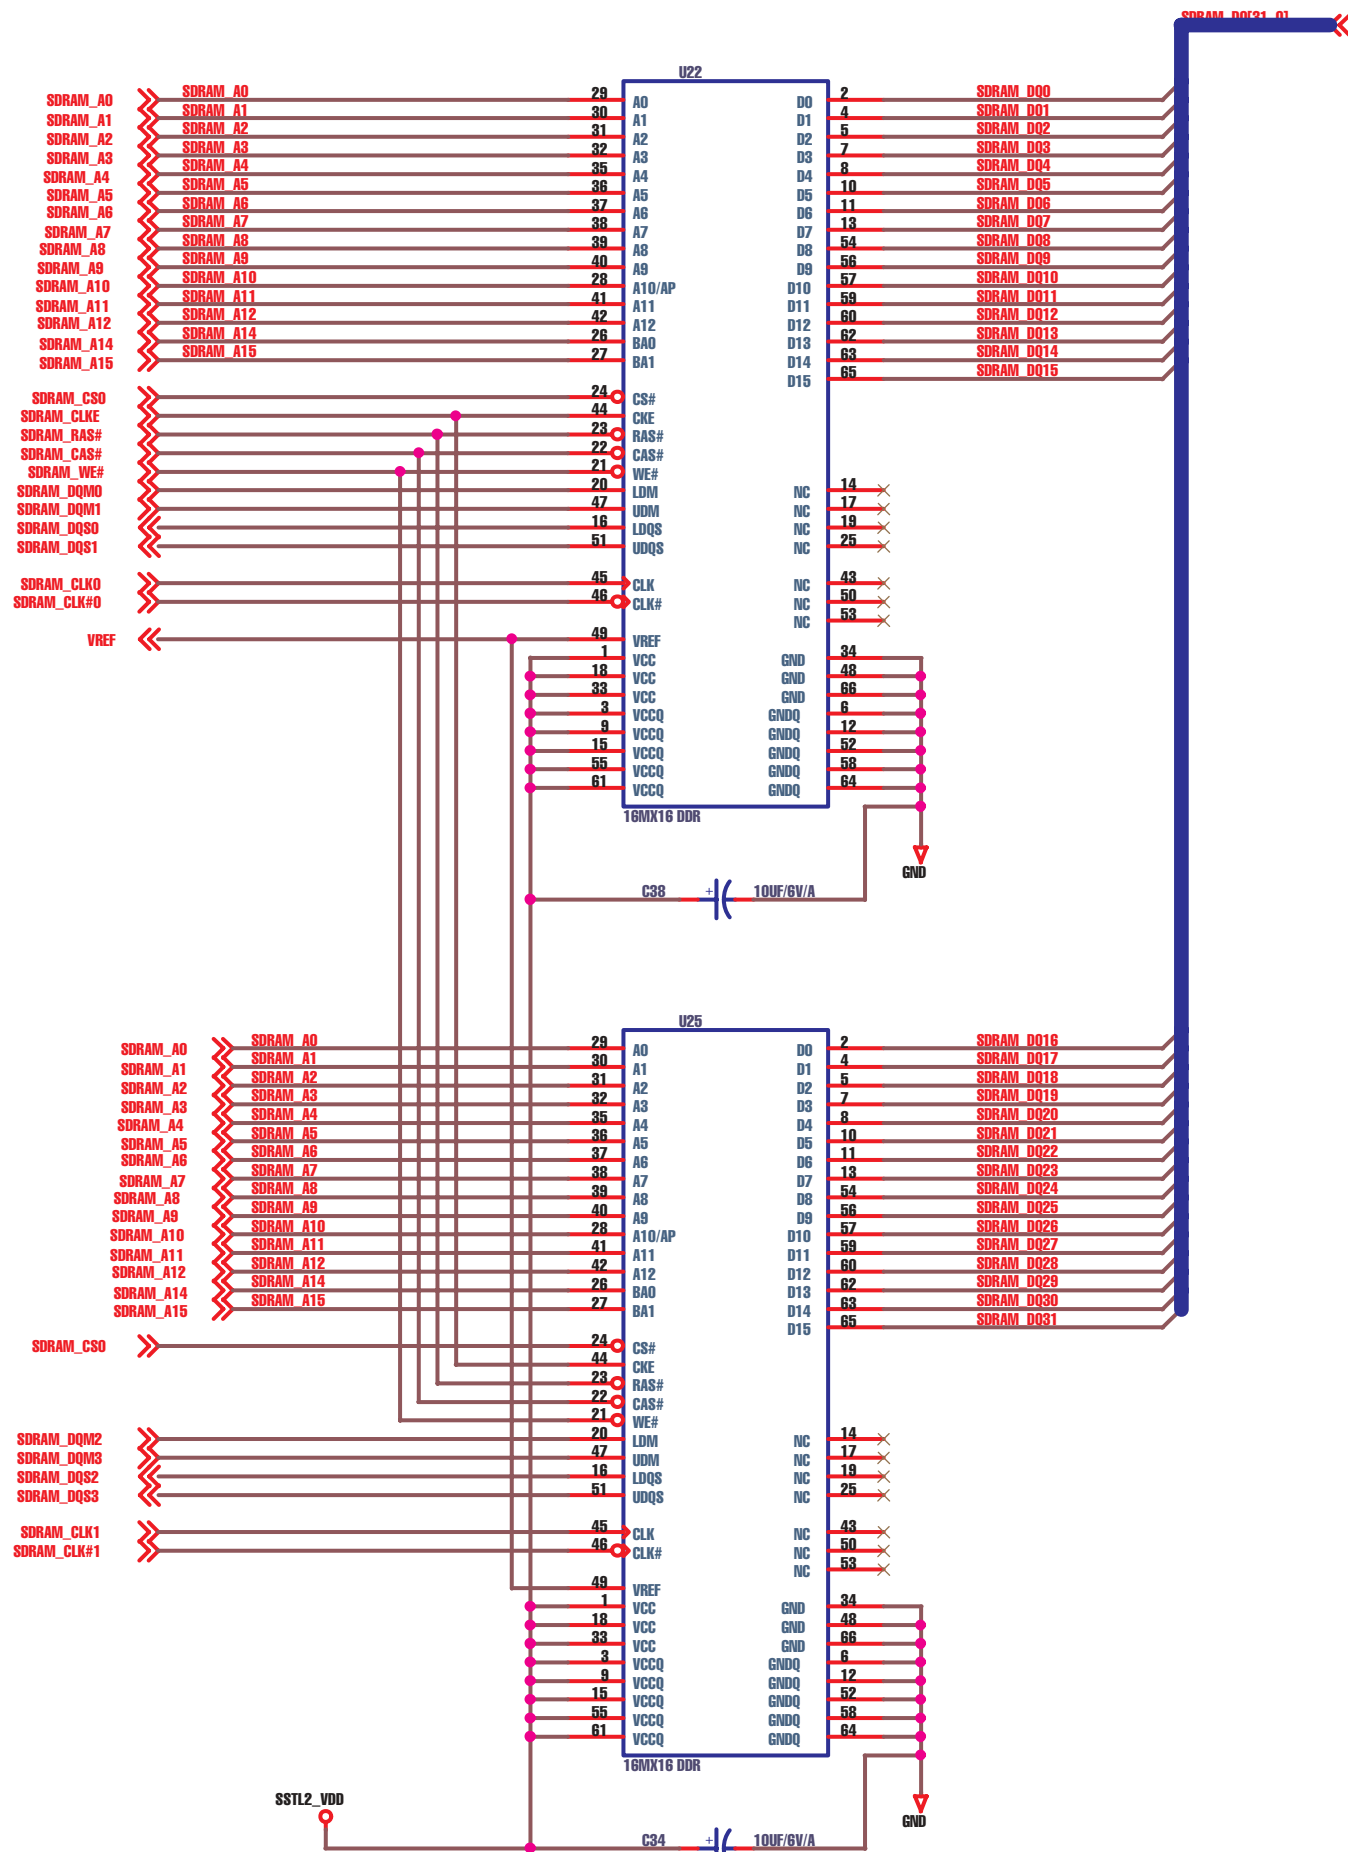 SDRAM_DQ[31..0]
U22
SDRAM_A0 SDRAM_A0 29 A0 D0 2 SDRAM_DQ0
SDRAM_A1 SDRAM_A1 30 A1 D1 4 SDRAM_DQ1
SDRAM_A2 SDRAM_A2 31 A2 D2 5 SDRAM_DQ2
SDRAM_A3 SDRAM_A3 32 A3 D3 7 SDRAM_DQ3
SDRAM_A4 SDRAM_A4 35 A4 D4 8 SDRAM_DQ4
SDRAM_A5 SDRAM_A5 36 A5 D5 10 SDRAM_DQ5
SDRAM_A6 SDRAM_A6 37 A6 D6 11 SDRAM_DQ6
SDRAM_A7 SDRAM_A7 38 A7 D7 13 SDRAM_DQ7
SDRAM_A8 SDRAM_A8 39 A8 D8 54 SDRAM_DQ8
SDRAM_A9 SDRAM_A9 40 A9 D9 56 SDRAM_DQ9
SDRAM_A10 SDRAM_A10 28 A10/AP D10 57 SDRAM_DQ10
SDRAM_A11 SDRAM_A11 41 A11 D11 59 SDRAM_DQ11
SDRAM_A12 SDRAM_A12 42 A12 D12 60 SDRAM_DQ12
SDRAM_A14 SDRAM_A14 26 BA0 D13 62 SDRAM_DQ13
SDRAM_A15 SDRAM_A15 27 BA1 D14 63 SDRAM_DQ14
D15 65 SDRAM_DQ15
SDRAM_CS0 24 CS#
SDRAM_CLKE 44 CKE
SDRAM_RAS# 23 RAS#
SDRAM_CAS# 22 CAS#
SDRAM_WE# 21 WE#
SDRAM_DQM0 20 LDM NC 14
SDRAM_DQM1 47 UDM NC 17
SDRAM_DQS0 16 LDQS NC 19
SDRAM_DQS1 51 UDQS NC 25
SDRAM_CLK0 45 CLK NC 43
SDRAM_CLK#0 46 CLK# NC 50
NC 53
VREF 49 VREF
1 VCC GND 34
18 VCC GND 48
33 VCC GND 66
3 VCCQ GNDQ 6
9 VCCQ GNDQ 12
15 VCCQ GNDQ 52
55 VCCQ GNDQ 58
61 VCCQ GNDQ 64
16MX16 DDR
GND
C38 + 10UF/6V/A
U25
SDRAM_A0 SDRAM_A0 29 A0 D0 2 SDRAM_DQ16
SDRAM_A1 SDRAM_A1 30 A1 D1 4 SDRAM_DQ17
SDRAM_A2 SDRAM_A2 31 A2 D2 5 SDRAM_DQ18
SDRAM_A3 SDRAM_A3 32 A3 D3 7 SDRAM_DQ19
SDRAM_A4 SDRAM_A4 35 A4 D4 8 SDRAM_DQ20
SDRAM_A5 SDRAM_A5 36 A5 D5 10 SDRAM_DQ21
SDRAM_A6 SDRAM_A6 37 A6 D6 11 SDRAM_DQ22
SDRAM_A7 SDRAM_A7 38 A7 D7 13 SDRAM_DQ23
SDRAM_A8 SDRAM_A8 39 A8 D8 54 SDRAM_DQ24
SDRAM_A9 SDRAM_A9 40 A9 D9 56 SDRAM_DQ25
SDRAM_A10 SDRAM_A10 28 A10/AP D10 57 SDRAM_DQ26
SDRAM_A11 SDRAM_A11 41 A11 D11 59 SDRAM_DQ27
SDRAM_A12 SDRAM_A12 42 A12 D12 60 SDRAM_DQ28
SDRAM_A14 SDRAM_A14 26 BA0 D13 62 SDRAM_DQ29
SDRAM_A15 SDRAM_A15 27 BA1 D14 63 SDRAM_DQ30
D15 65 SDRAM_DQ31
SDRAM_CS0 24 CS#
44 CKE
23 RAS#
22 CAS#
21 WE#
SDRAM_DQM2 20 LDM NC 14
SDRAM_DQM3 47 UDM NC 17
SDRAM_DQS2 16 LDQS NC 19
SDRAM_DQS3 51 UDQS NC 25
SDRAM_CLK1 45 CLK NC 43
SDRAM_CLK#1 46 CLK# NC 50
NC 53
49 VREF
1 VCC GND 34
18 VCC GND 48
33 VCC GND 66
3 VCCQ GNDQ 6
9 VCCQ GNDQ 12
15 VCCQ GNDQ 52
55 VCCQ GNDQ 58
61 VCCQ GNDQ 64
16MX16 DDR
SSTL2_VDD
GND
C34 + 10UF/6V/A